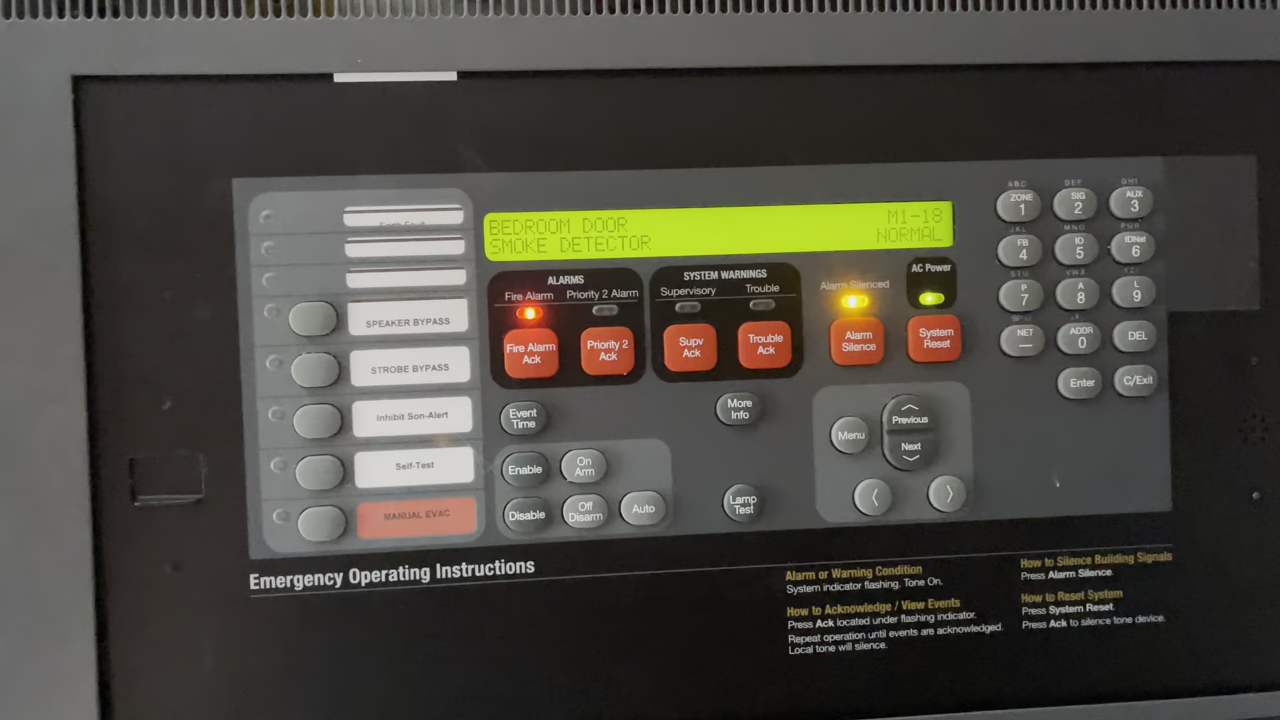 Earth Fault
SPEAKER BYPASS
STROBE BYPASS
Inhibit Son-Alert
Self-Test
MANUAL EVAC
BEDROOM DOOR M1-18
SMOKE DETECTOR NORMAL
ALARMS
Fire Alarm Priority 2 Alarm
Fire Alarm
Ack
Priority 2
Ack
SYSTEM WARNINGS
Supervisory Trouble
Supv
Ack
Trouble
Ack
Alarm Silenced
Alarm
Silence
AC Power
System
Reset
Event
Time
More
Info
Enable
On
Arm
Disable
Off
Disarm
Auto
Lamp
Test
Menu
Previous
Next
ABC DEF GHI
ZONE
1
SIG
2
AUX
3
JKL MNO PQR
FB
4
IO
5
IDNet
6
STU VWX YZ/
P
7
A
8
L
9
NET
—
ADDR
0
DEL
Enter
C/Exit
Emergency Operating Instructions
Alarm or Warning Condition
System indicator flashing. Tone On.
How to Acknowledge / View Events
Press Ack located under flashing indicator.
Repeat operation until events are acknowledged.
Local tone will silence.
How to Silence Building Signals
Press Alarm Silence.
How to Reset System
Press System Reset.
Press Ack to silence tone device.